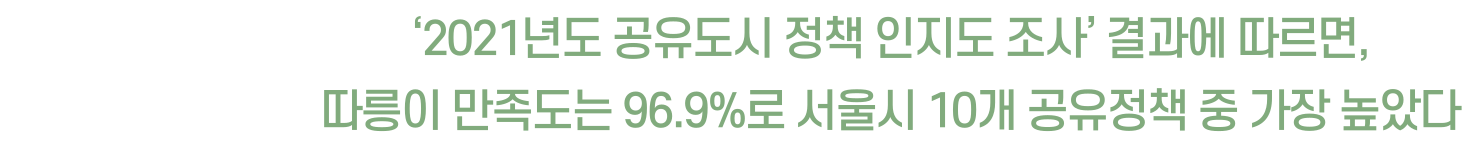 ‘2021년도 공유도시 정책 인지도 조사’ 결과에 따르면,
따릉이 만족도는 96.9%로 서울시 10개 공유정책 중 가장 높았다